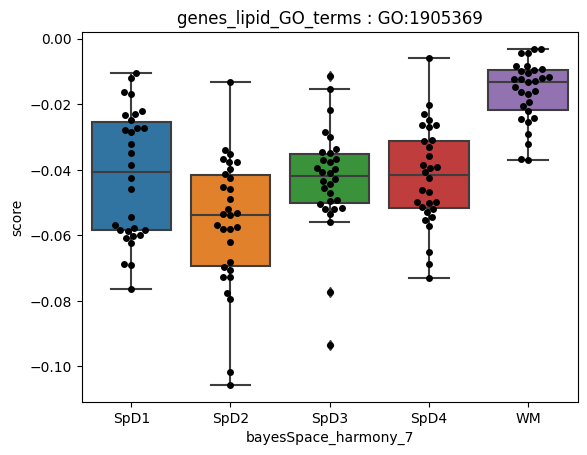 genes_lipid_GO_terms : GO:1905369
0.00
−0.02
−0.04
−0.06
−0.08
−0.10
score
SpD1 SpD2 SpD3 SpD4 WM
bayesSpace_harmony_7